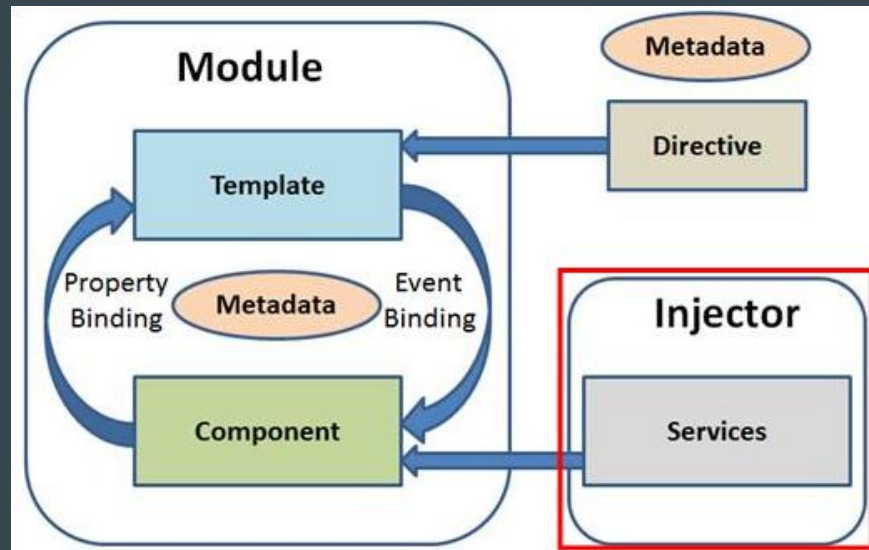 Module
Metadata
Template
Directive
Property
Binding
Metadata
Event
Binding
Injector
Component
Services